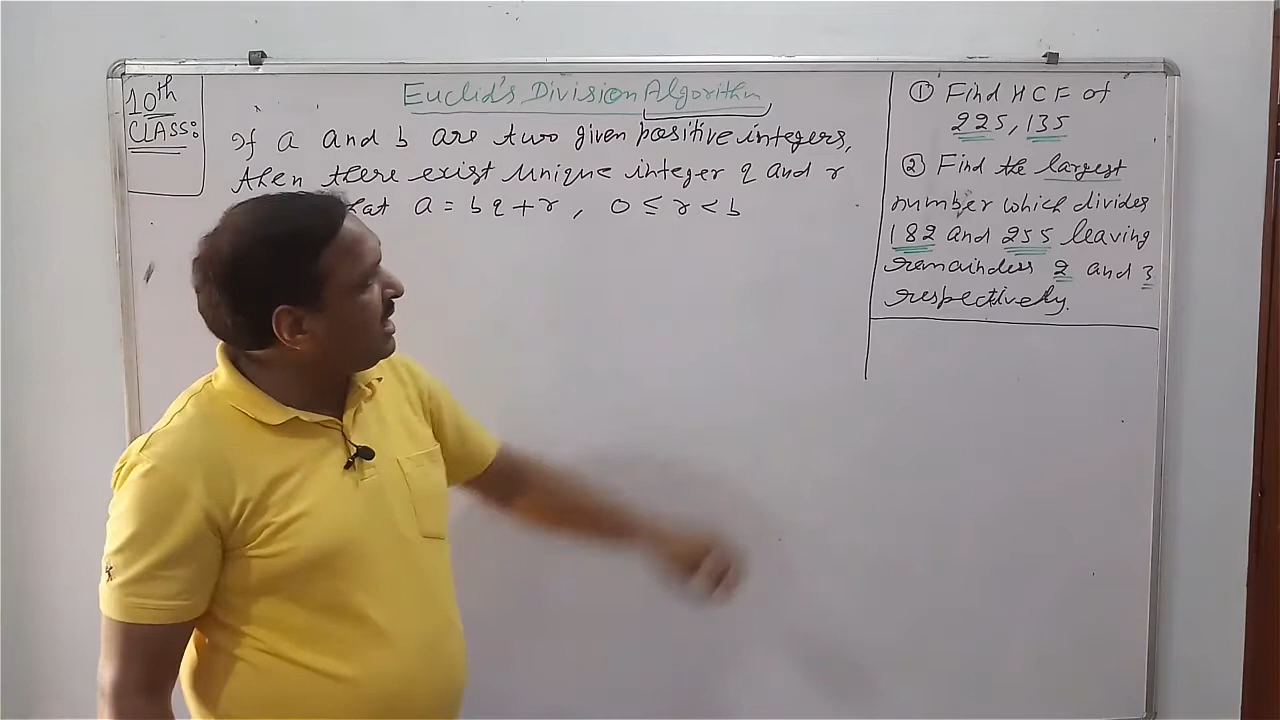 10th
CLASS:
Euclid's Division Algorithm
If a and b are two given positive integers,
then there exist unique integer q and r
a = bq + r, 0 ≤ r < b
① Find HCF of
225, 135
② Find the largest
number which divides
182 and 255 leaving
remainders 2 and 3
respectively.